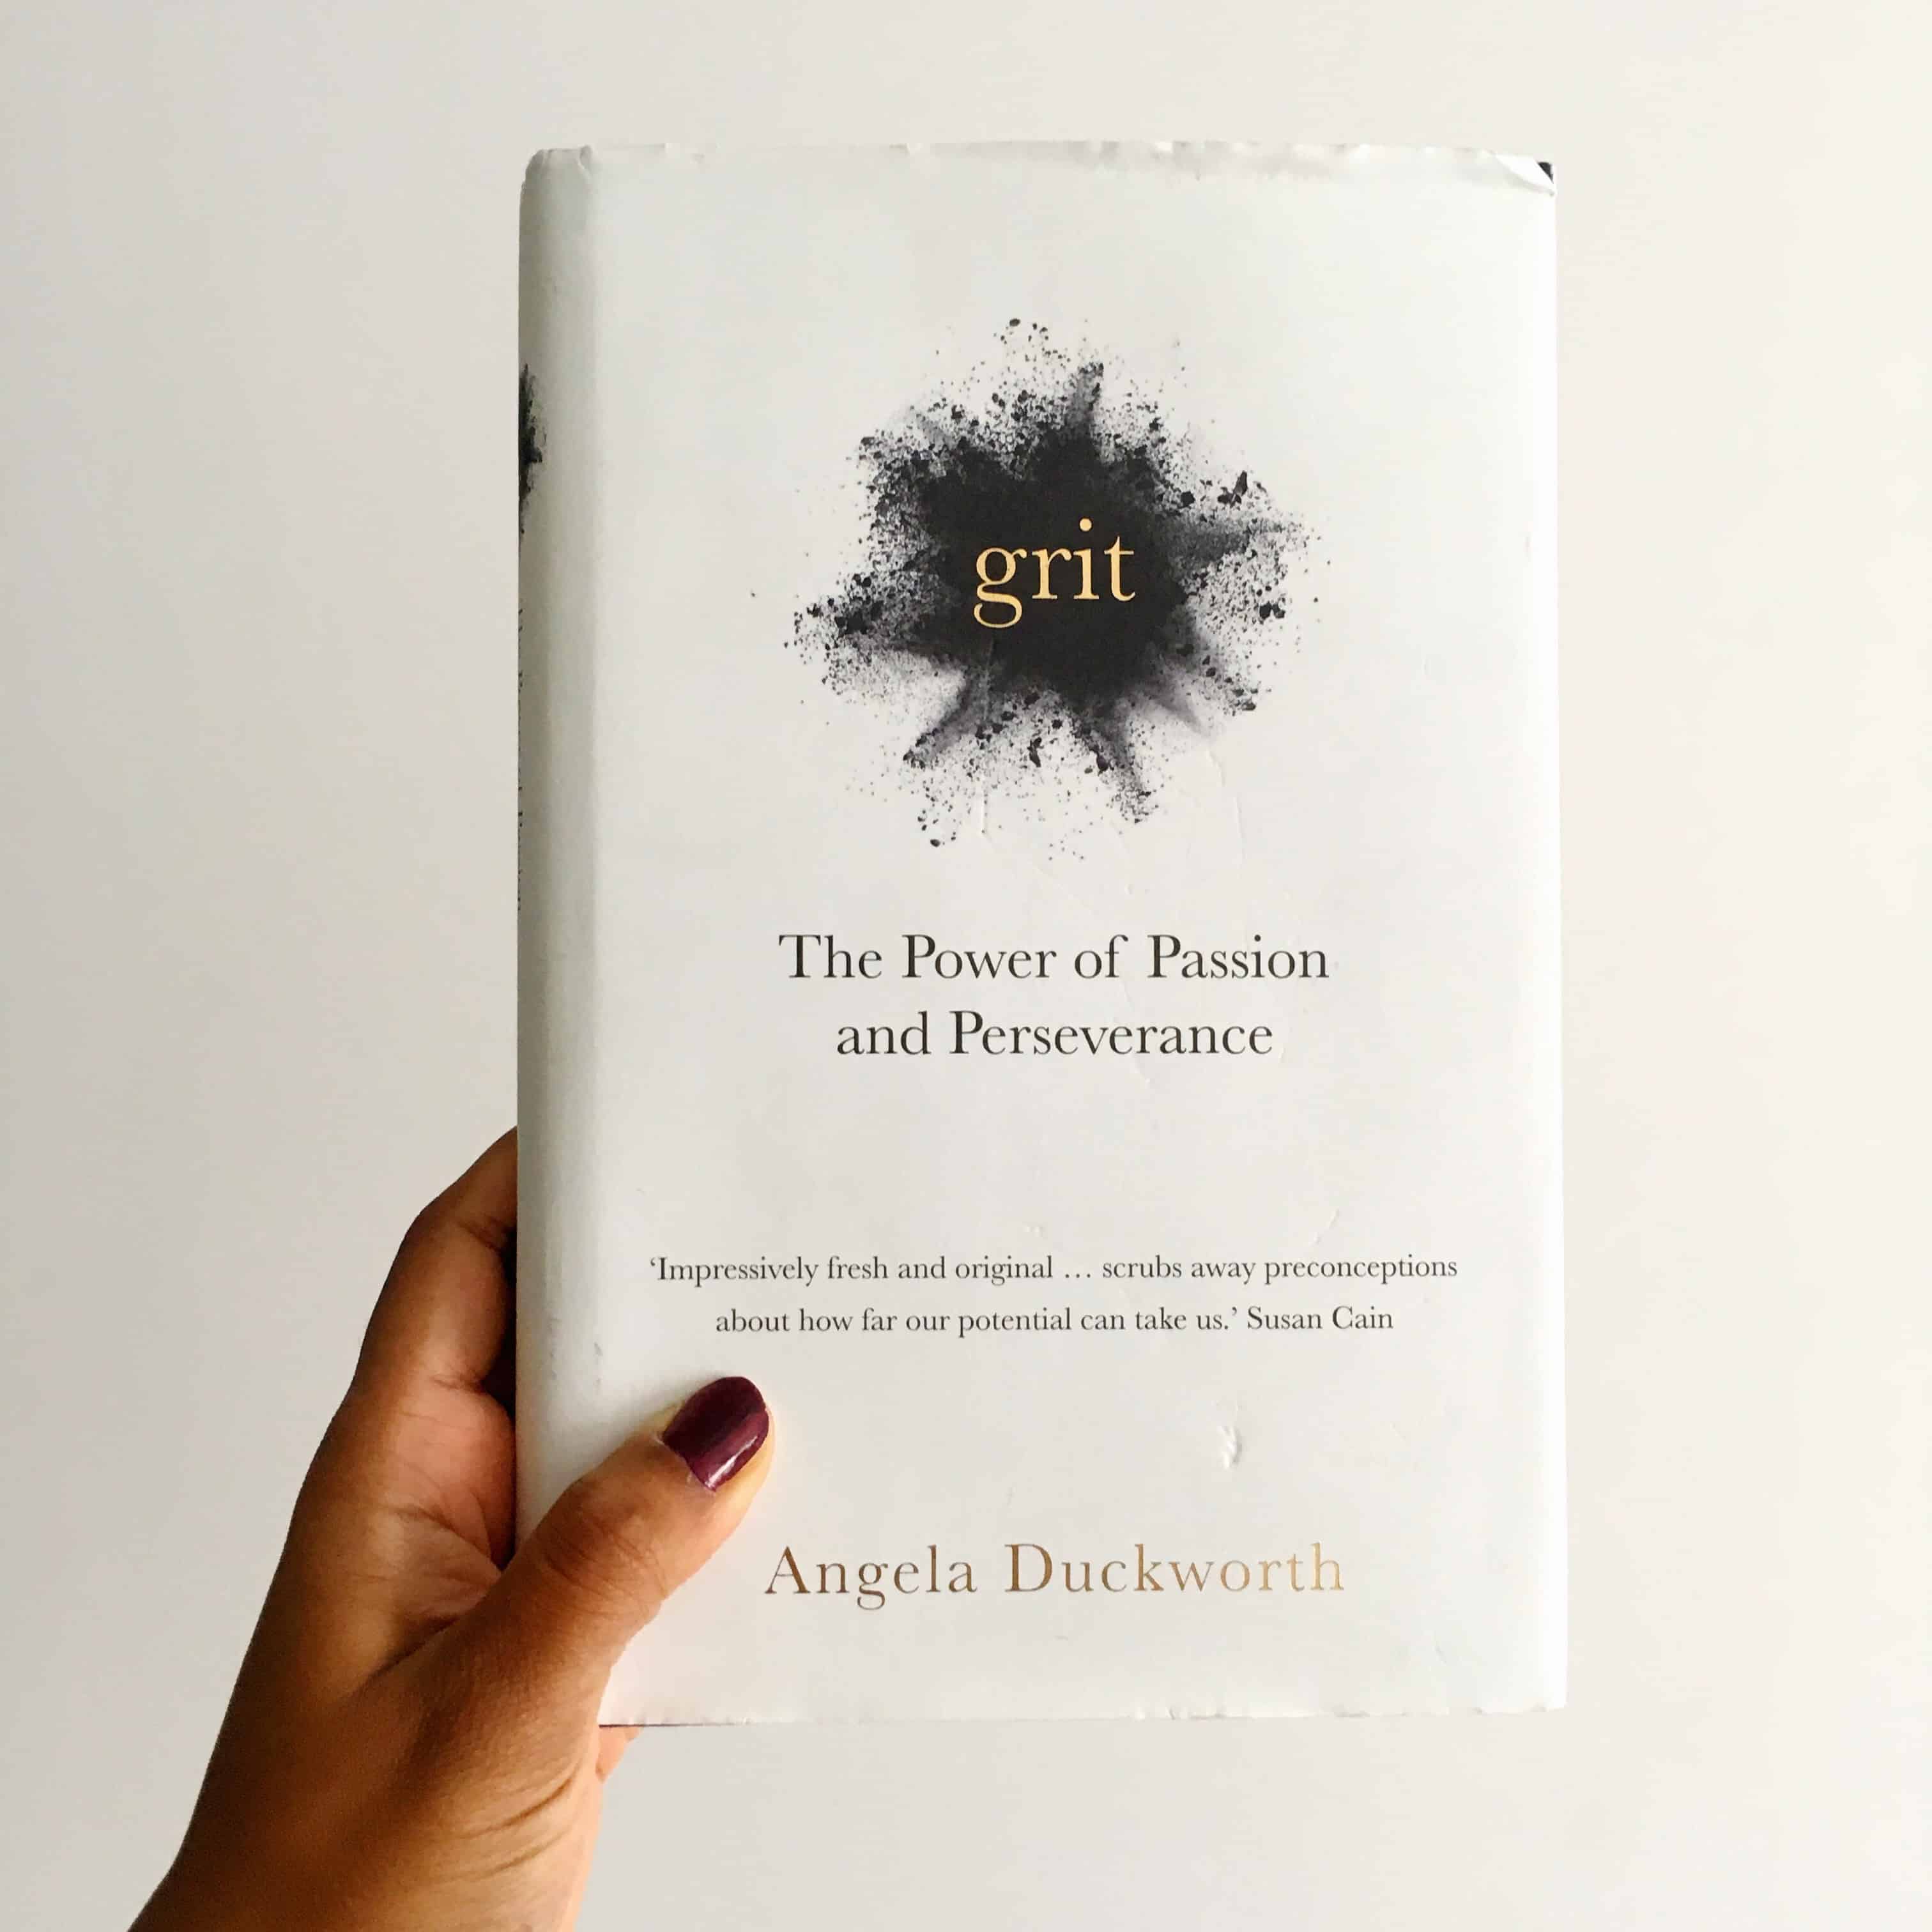 grit
The Power of Passion
and Perseverance
‘Impressively fresh and original … scrubs away preconceptions
about how far our potential can take us.’ Susan Cain
Angela Duckworth